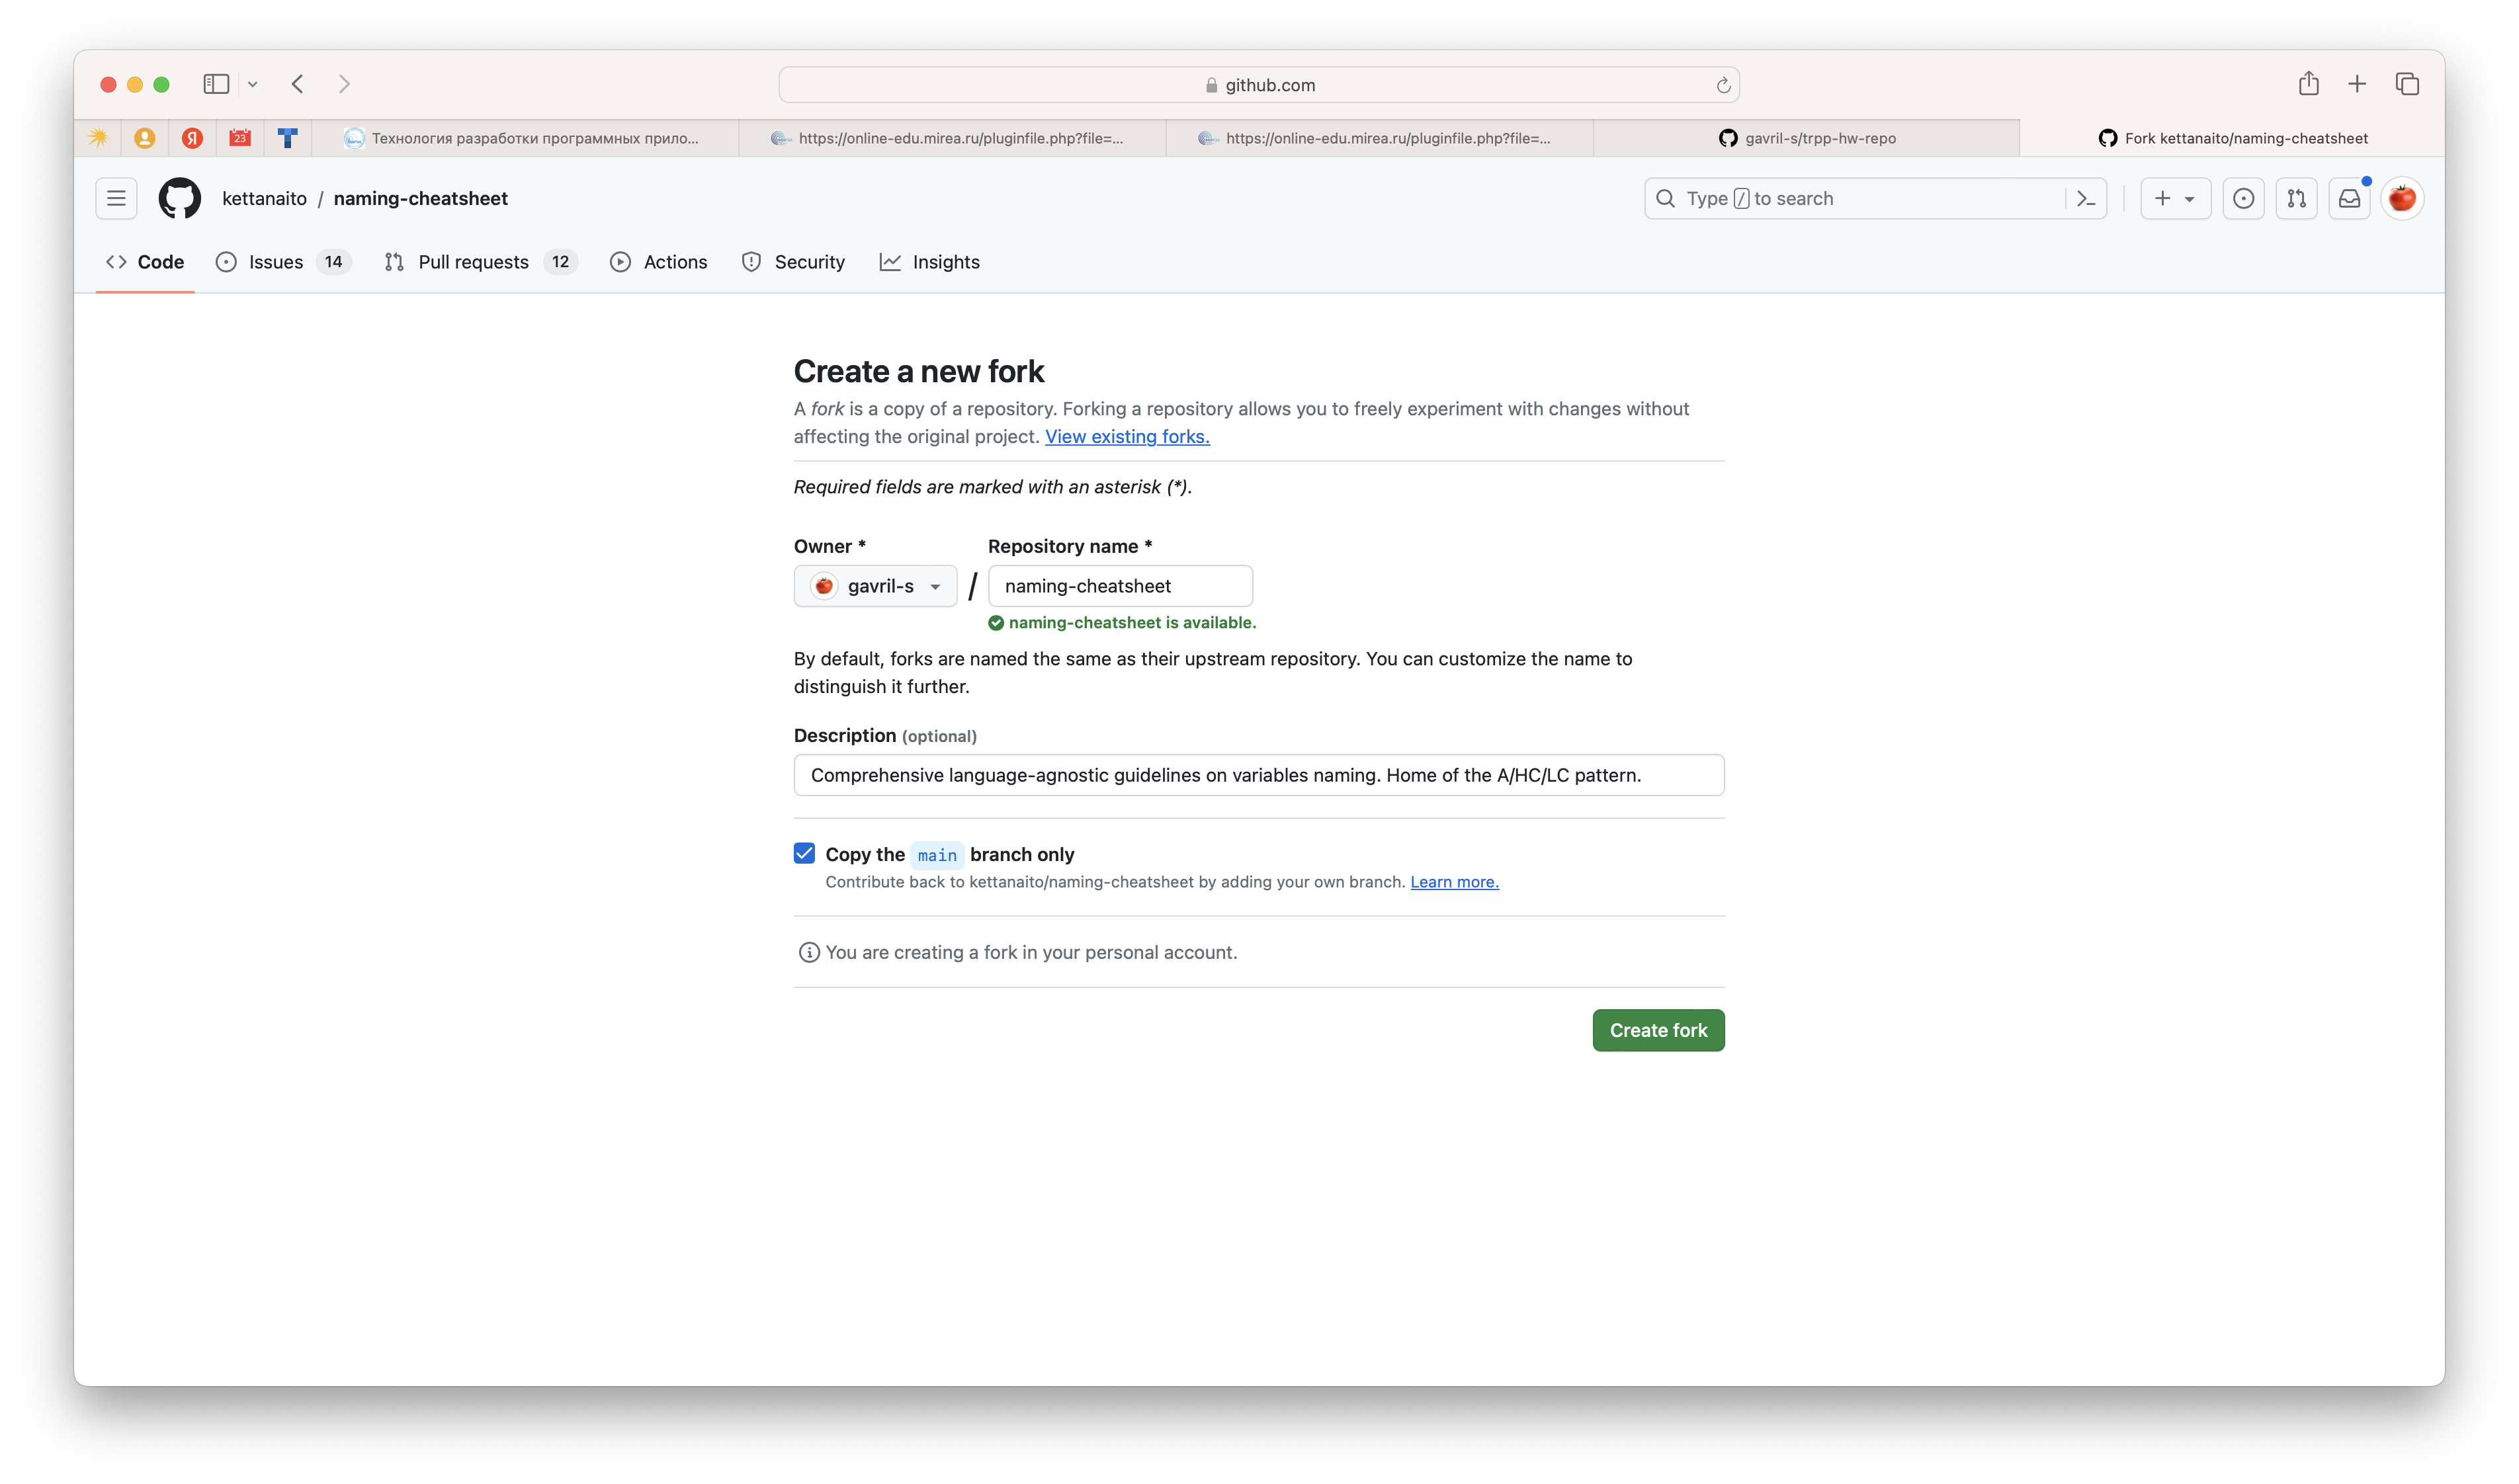 github.com
Я
23
Технология разработки программных прило...
https://online-edu.mirea.ru/pluginfile.php?file=...
https://online-edu.mirea.ru/pluginfile.php?file=...
gavril-s/trpp-hw-repo
Fork kettanaito/naming-cheatsheet
kettanaito / naming-cheatsheet
Type / to search
Code
Issues 14
Pull requests 12
Actions
Security
Insights
Create a new fork
A fork is a copy of a repository. Forking a repository allows you to freely experiment with changes without
affecting the original project. View existing forks.
Required fields are marked with an asterisk (*).
Owner *
Repository name *
gavril-s / naming-cheatsheet
naming-cheatsheet is available.
By default, forks are named the same as their upstream repository. You can customize the name to
distinguish it further.
Description (optional)
Comprehensive language-agnostic guidelines on variables naming. Home of the A/HC/LC pattern.
Copy the main branch only
Contribute back to kettanaito/naming-cheatsheet by adding your own branch. Learn more.
You are creating a fork in your personal account.
Create fork